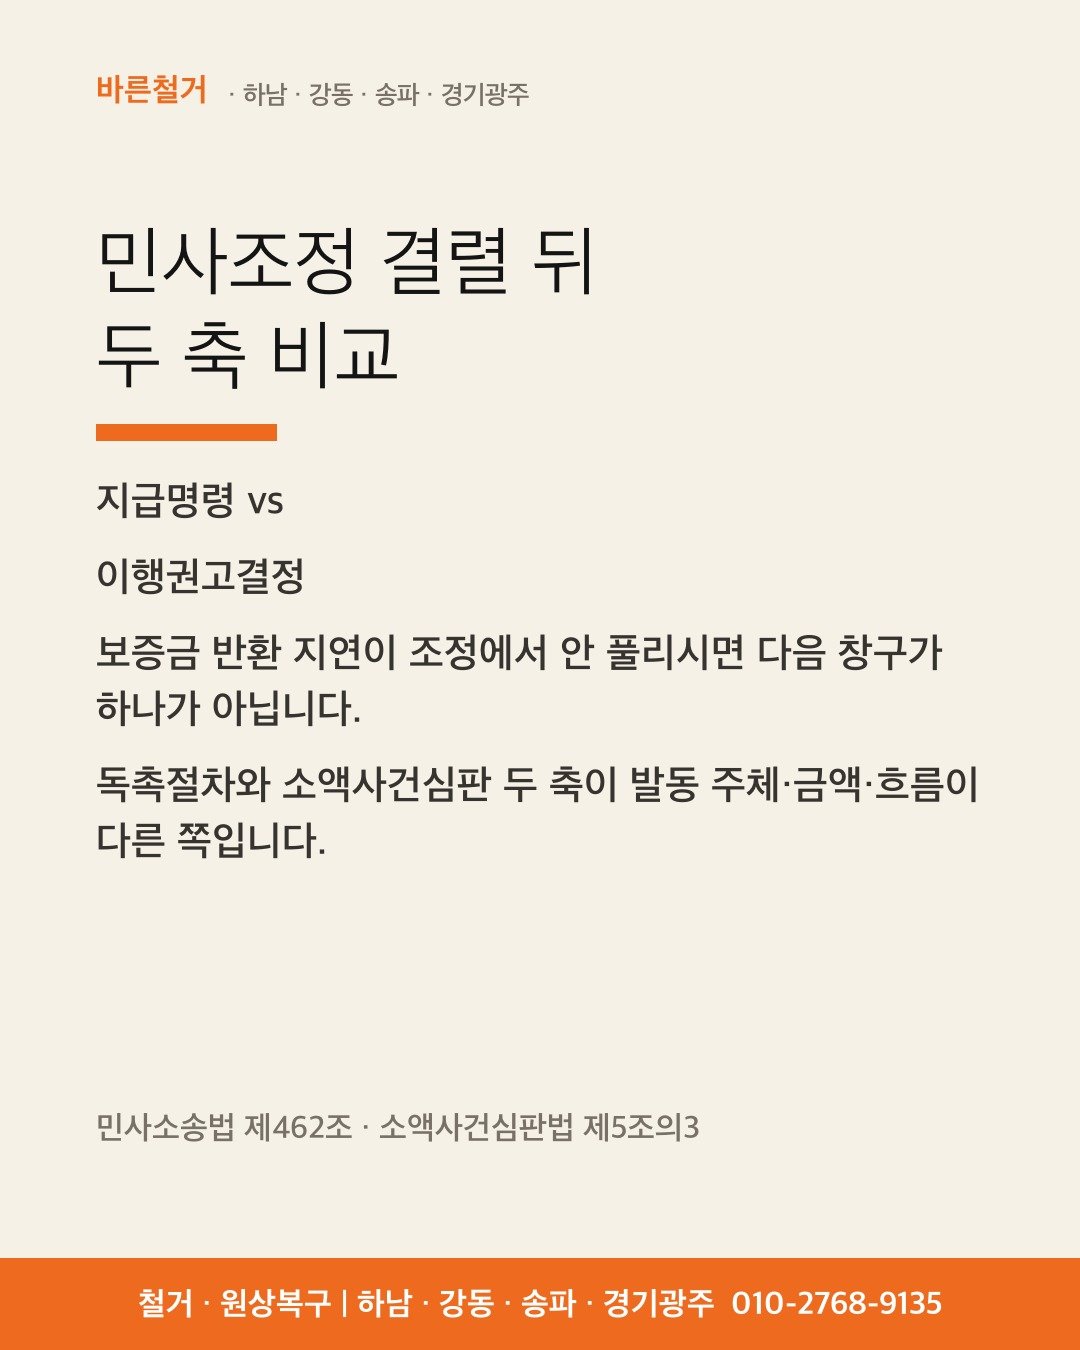 바른철거 · 하남 · 강동 · 송파 · 경기광주
민사조정 결렬 뒤
두 축 비교
지급명령 vs
이행권고결정
보증금 반환 지연이 조정에서 안 풀리시면 다음 창구가
하나가 아닙니다.
독촉절차와 소액사건심판 두 축이 발동 주체·금액·흐름이
다른 쪽입니다.
민사소송법 제462조 · 소액사건심판법 제5조의3
철거 · 원상복구 | 하남 · 강동 · 송파 · 경기광주 010-2768-9135